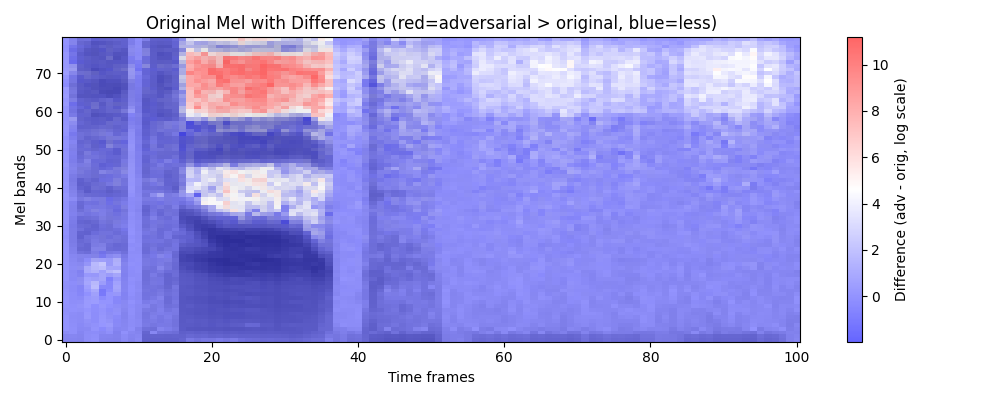 Original Mel with Differences (red=adversarial > original, blue=less)
Mel bands
70
60
50
40
30
20
10
0
0 20 40 60 80 100
Time frames
10
8
6
4
2
0
Difference (adv - orig, log scale)